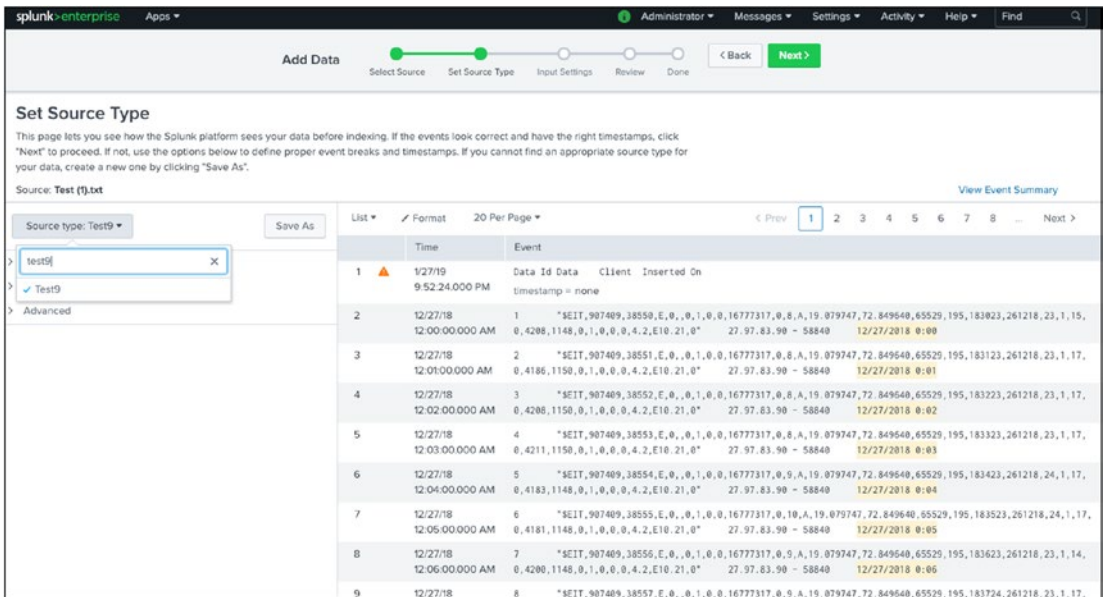 splunk>enterprise Apps ▾ Administrator ▾ Messages ▾ Settings ▾ Activity ▾ Help ▾ Find
Add Data
Select Source Set Source Type Input Settings Review Done
< Back Next >
Set Source Type
This page lets you see how the Splunk platform sees your data before indexing. If the events look correct and have the right timestamps, click
"Next" to proceed. If not, use the options below to define proper event breaks and timestamps. If you cannot find an appropriate source type for
your data, create a new one by clicking "Save As".
Source: Test (1).txt View Event Summary
Source type: Test9 ▾ Save As
test9
✓ Test9
> Advanced
List ▾ Format 20 Per Page ▾ < Prev 1 2 3 4 5 6 7 8 ... Next >
Time Event
1 1/27/19 Data Id Data Client Inserted On
9:52:24.000 PM timestamp = none
2 12/27/18 1 "$EIT,907409,38550,E,0,,0,1,0,0,16777317,0,8,A,19.079747,72.849640,65529,195,183023,261218,23,1,15,
12:00:00.000 AM 0,4208,1148,0,1,0,0,0,4.2,E10.21,0" 27.97.83.90 - 58840 12/27/2018 0:00
3 12/27/18 2 "$EIT,907409,38551,E,0,,0,1,0,0,16777317,0,8,A,19.079747,72.849640,65529,195,183123,261218,23,1,17,
12:01:00.000 AM 0,4186,1150,0,1,0,0,0,4.2,E10.21,0" 27.97.83.90 - 58840 12/27/2018 0:01
4 12/27/18 3 "$EIT,907409,38552,E,0,,0,1,0,0,16777317,0,8,A,19.079747,72.849640,65529,195,183223,261218,23,1,17,
12:02:00.000 AM 0,4208,1150,0,1,0,0,0,4.2,E10.21,0" 27.97.83.90 - 58840 12/27/2018 0:02
5 12/27/18 4 "$EIT,907409,38553,E,0,,0,1,0,0,16777317,0,8,A,19.079747,72.849640,65529,195,183323,261218,23,1,17,
12:03:00.000 AM 0,4211,1150,0,1,0,0,0,4.2,E10.21,0" 27.97.83.90 - 58840 12/27/2018 0:03
6 12/27/18 5 "$EIT,907409,38554,E,0,,0,1,0,0,16777317,0,9,A,19.079747,72.849640,65529,195,183423,261218,24,1,17,
12:04:00.000 AM 0,4183,1148,0,1,0,0,0,4.2,E10.21,0" 27.97.83.90 - 58840 12/27/2018 0:04
7 12/27/18 6 "$EIT,907409,38555,E,0,,0,1,0,0,16777317,0,10,A,19.079747,72.849640,65529,195,183523,261218,24,1,17,
12:05:00.000 AM 0,4181,1148,0,1,0,0,0,4.2,E10.21,0" 27.97.83.90 - 58840 12/27/2018 0:05
8 12/27/18 7 "$EIT,907409,38556,E,0,,0,1,0,0,16777317,0,9,A,19.079747,72.849640,65529,195,183623,261218,23,1,14,
12:06:00.000 AM 0,4200,1148,0,1,0,0,0,4.2,E10.21,0" 27.97.83.90 - 58840 12/27/2018 0:06
9 12/27/18 8 "$EIT,907409,38557,E,0,,0,1,0,0,16777317,0,9,A,19.079747,72.849640,65529,195,183724,261218,23,1,17,